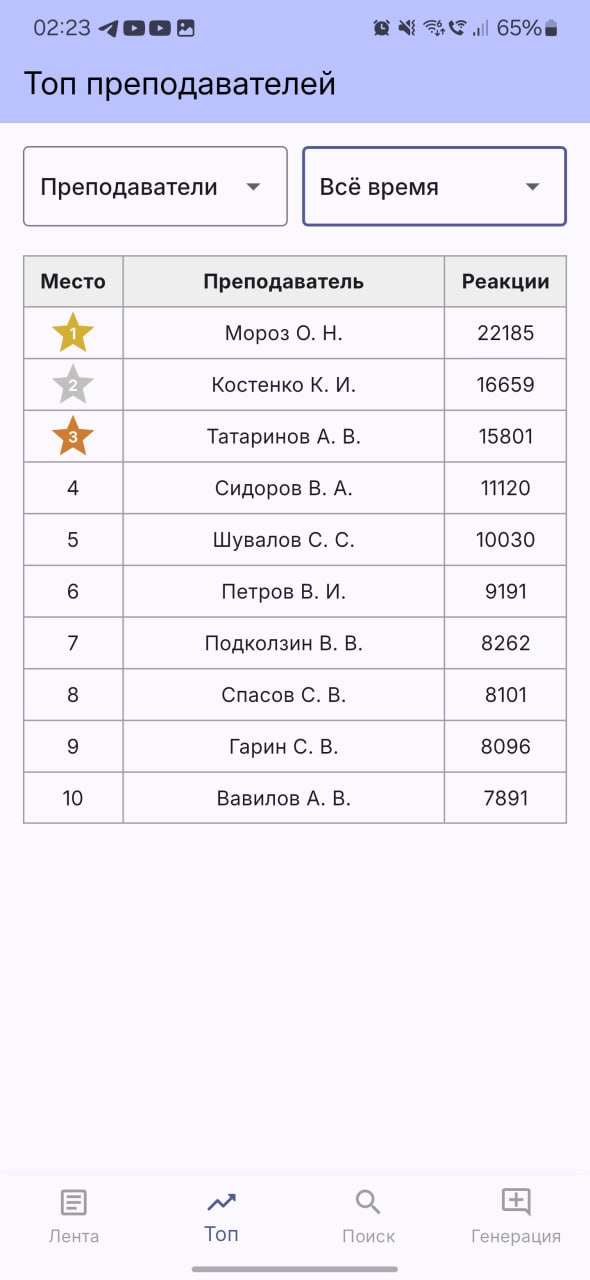 02:23 65%
Топ преподавателей
Преподаватели Всё время
Место Преподаватель Реакции
1 Мороз О. Н. 22185
2 Костенко К. И. 16659
3 Татаринов А. В. 15801
4 Сидоров В. А. 11120
5 Шувалов С. С. 10030
6 Петров В. И. 9191
7 Подколзин В. В. 8262
8 Спасов С. В. 8101
9 Гарин С. В. 8096
10 Вавилов А. В. 7891
Лента Топ Поиск Генерация